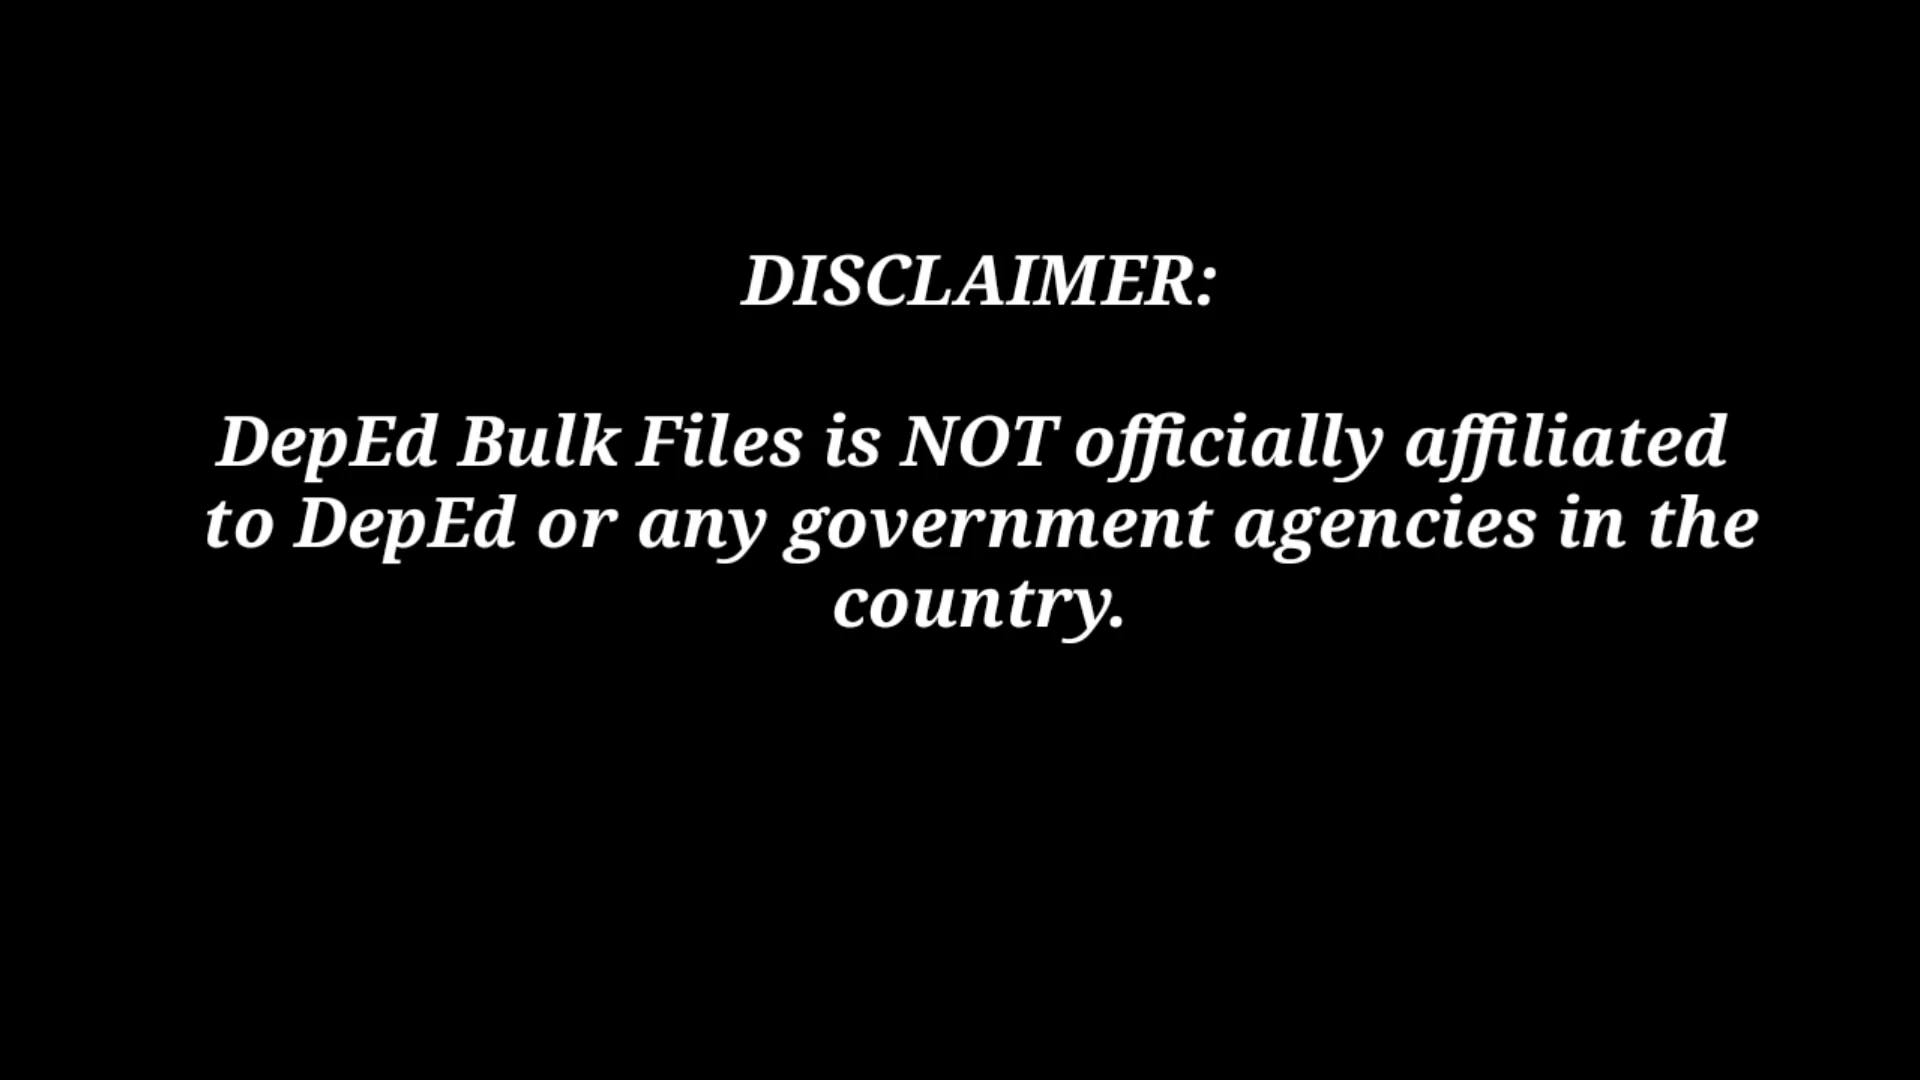 DISCLAIMER:
DepEd Bulk Files is NOT officially affiliated
to DepEd or any government agencies in the
country.